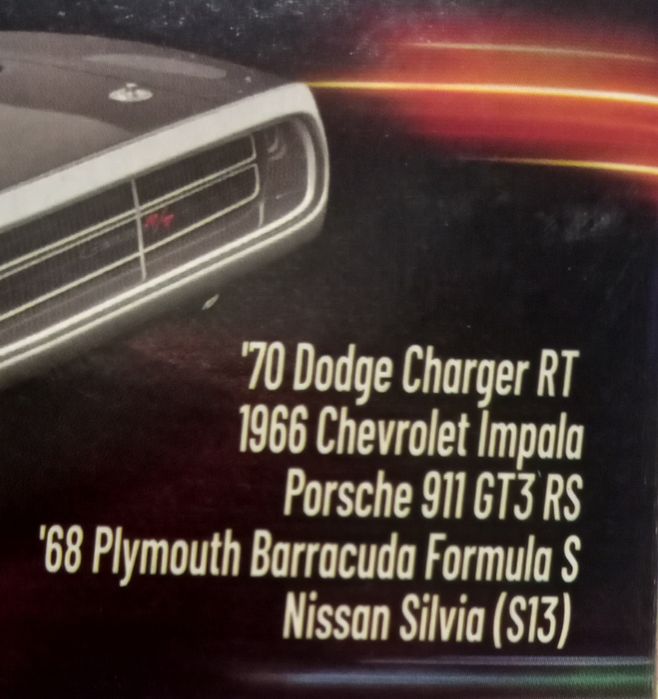 R/T
'70 Dodge Charger RT
1966 Chevrolet Impala
Porsche 911 GT3 RS
'68 Plymouth Barracuda Formula S
Nissan Silvia (S13)